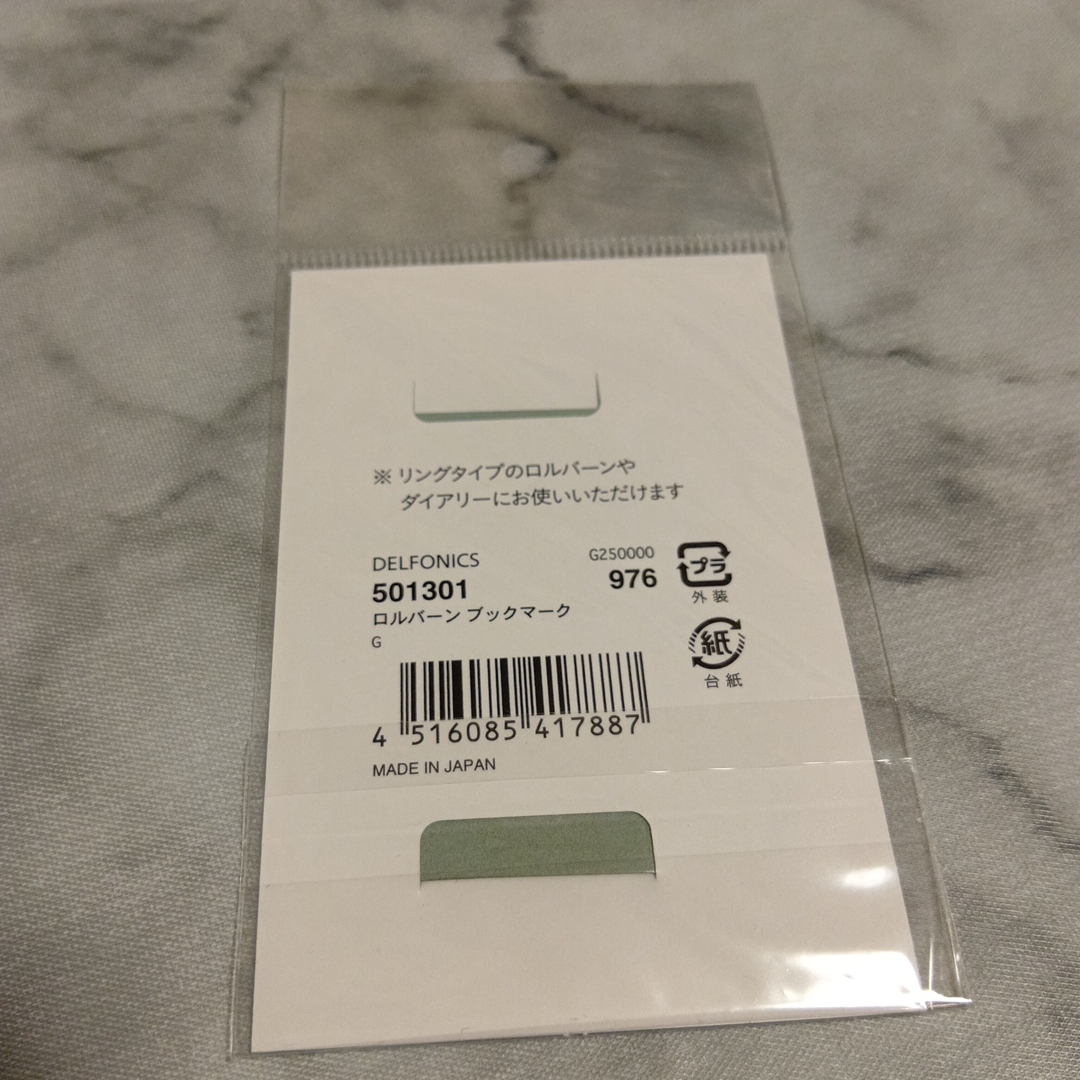 ※ リングタイプのロルバーンや
ダイアリーにお使いいただけます
DELFONICS
G250000
501301
976
ロルバーン ブックマーク
G
プラ
外装
紙
台紙
4 516085 417887
MADE IN JAPAN